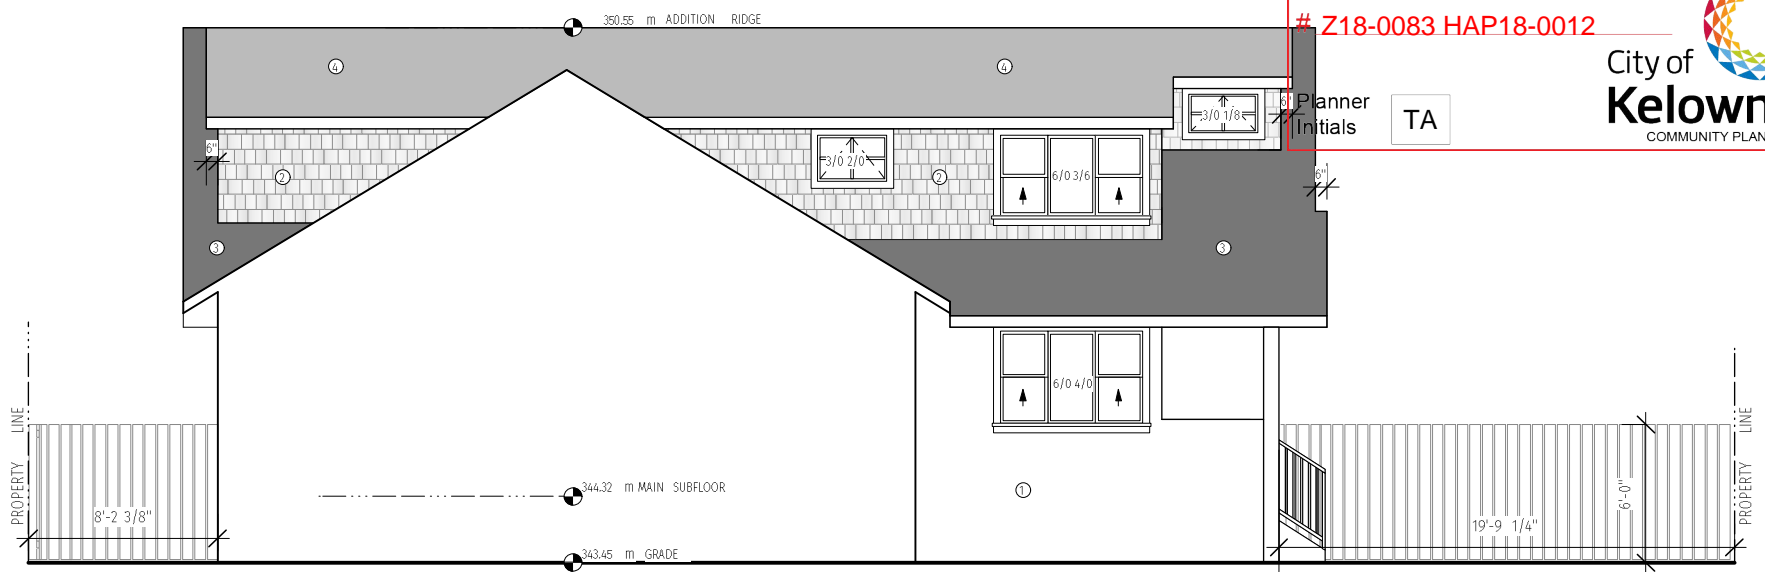 350.55 m ADDITION RIDGE
# Z18-0083 HAP18-0012
City of
Kelown
COMMUNITY PLAN
Planner
Initials
TA
4
4
3/0 1/8
6"
6"
2
3/0 2/0
2
6/0 3/6
6"
3
3
6/0 4/0
PROPERTY LINE
PROPERTY LINE
344.32 m MAIN SUBFLOOR
1
8'-2 3/8"
19'-9 1/4"
6'-0"
343.45 m GRADE